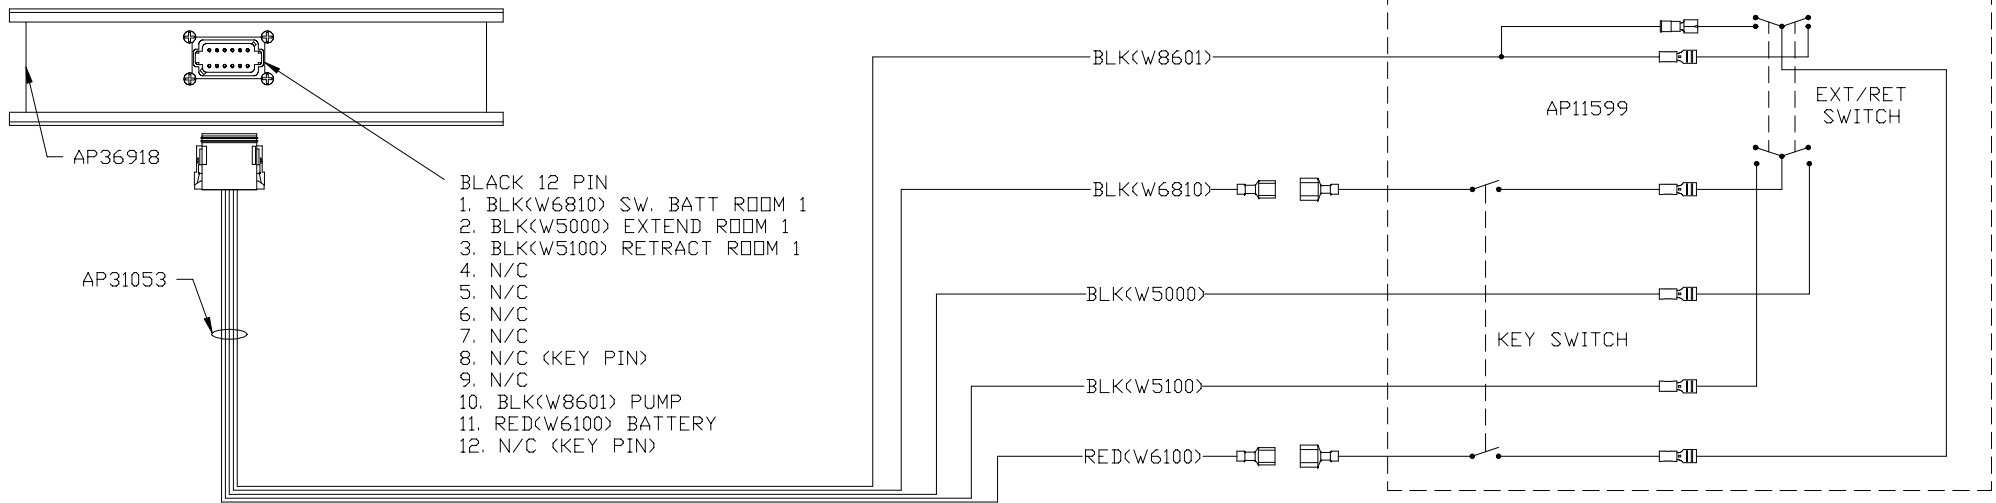 BLK(W8601)
AP11599
EXT/RET
SWITCH
AP36918
BLACK 12 PIN
1. BLK(W6810) SW. BATT ROOM 1
2. BLK(W5000) EXTEND ROOM 1
3. BLK(W5100) RETRACT ROOM 1
4. N/C
5. N/C
6. N/C
7. N/C
8. N/C (KEY PIN)
9. N/C
10. BLK(W8601) PUMP
11. RED(W6100) BATTERY
12. N/C (KEY PIN)
BLK(W6810)
AP31053
BLK(W5000)
KEY SWITCH
BLK(W5100)
RED(W6100)